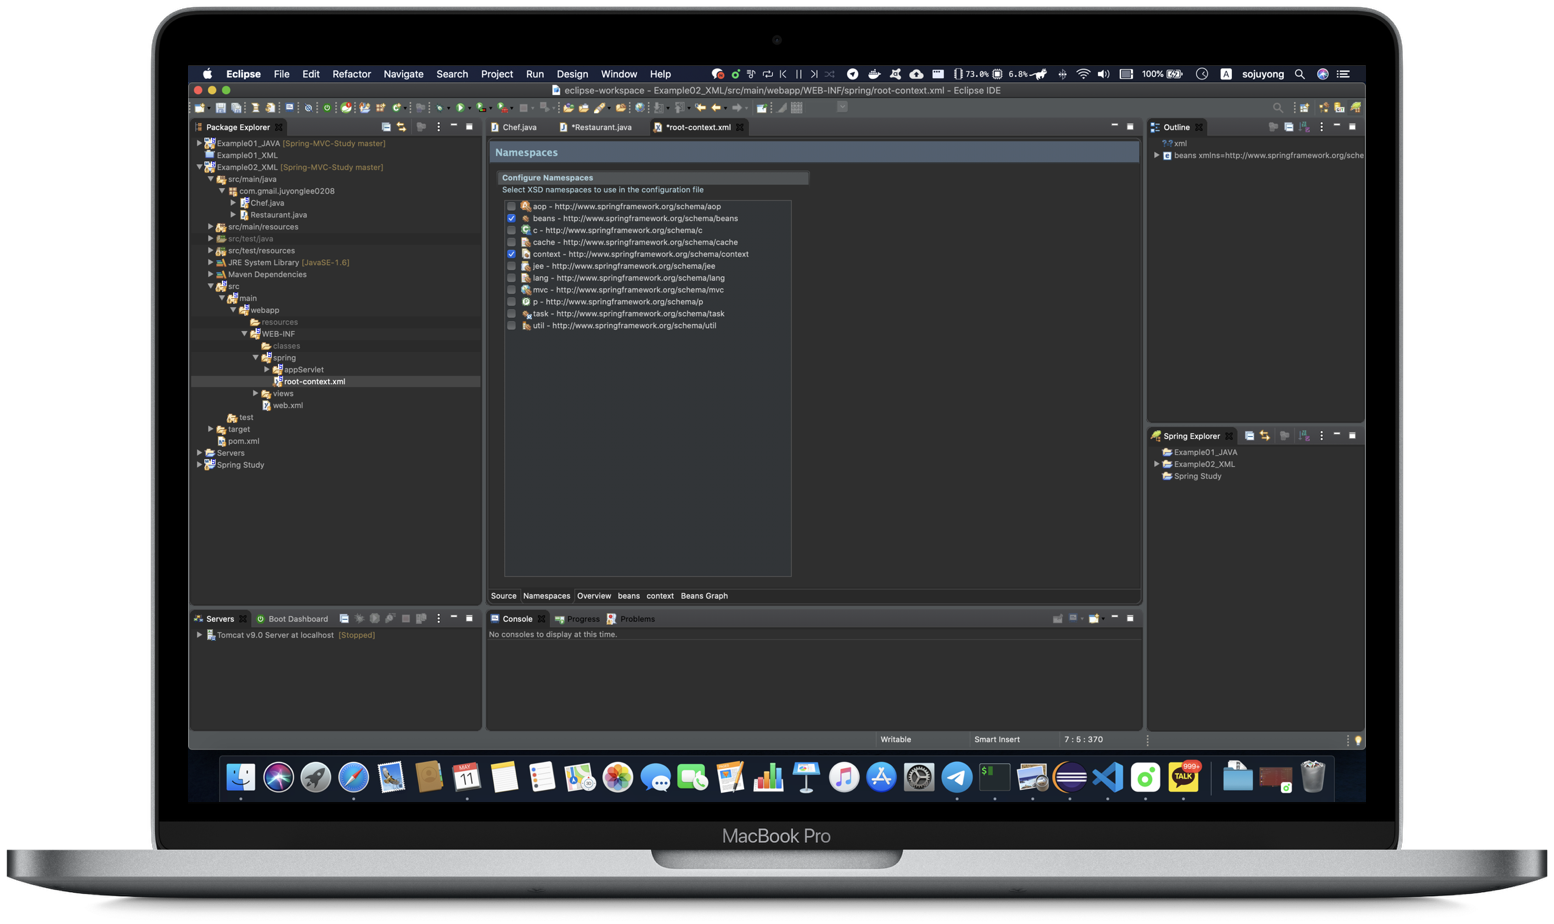 Eclipse File Edit Refactor Navigate Search Project Run Design Window Help 73.0% 6.8% 100% A sojuyong
eclipse-workspace - Example02_XML/src/main/webapp/WEB-INF/spring/root-context.xml - Eclipse IDE
Package Explorer
Example01_JAVA [Spring-MVC-Study master]
Example01_XML
Example02_XML [Spring-MVC-Study master]
src/main/java
com.gmail.juyonglee0208
Chef.java
Restaurant.java
src/main/resources
src/test/java
src/test/resources
JRE System Library [JavaSE-1.6]
Maven Dependencies
src
main
webapp
resources
WEB-INF
classes
spring
appServlet
root-context.xml
views
web.xml
test
target
pom.xml
Servers
Spring Study
Chef.java *Restaurant.java *root-context.xml
Namespaces
Configure Namespaces
Select XSD namespaces to use in the configuration file
aop - http://www.springframework.org/schema/aop
beans - http://www.springframework.org/schema/beans
c - http://www.springframework.org/schema/c
cache - http://www.springframework.org/schema/cache
context - http://www.springframework.org/schema/context
jee - http://www.springframework.org/schema/jee
lang - http://www.springframework.org/schema/lang
mvc - http://www.springframework.org/schema/mvc
p - http://www.springframework.org/schema/p
task - http://www.springframework.org/schema/task
util - http://www.springframework.org/schema/util
Source Namespaces Overview beans context Beans Graph
Outline
xml
beans xmlns=http://www.springframework.org/sche
Spring Explorer
Example01_JAVA
Example02_XML
Spring Study
Servers Boot Dashboard
Tomcat v9.0 Server at localhost [Stopped]
Console Progress Problems
No consoles to display at this time.
Writable Smart Insert 7 : 5 : 370
MAY
11
$
999+
TALK
MacBook Pro